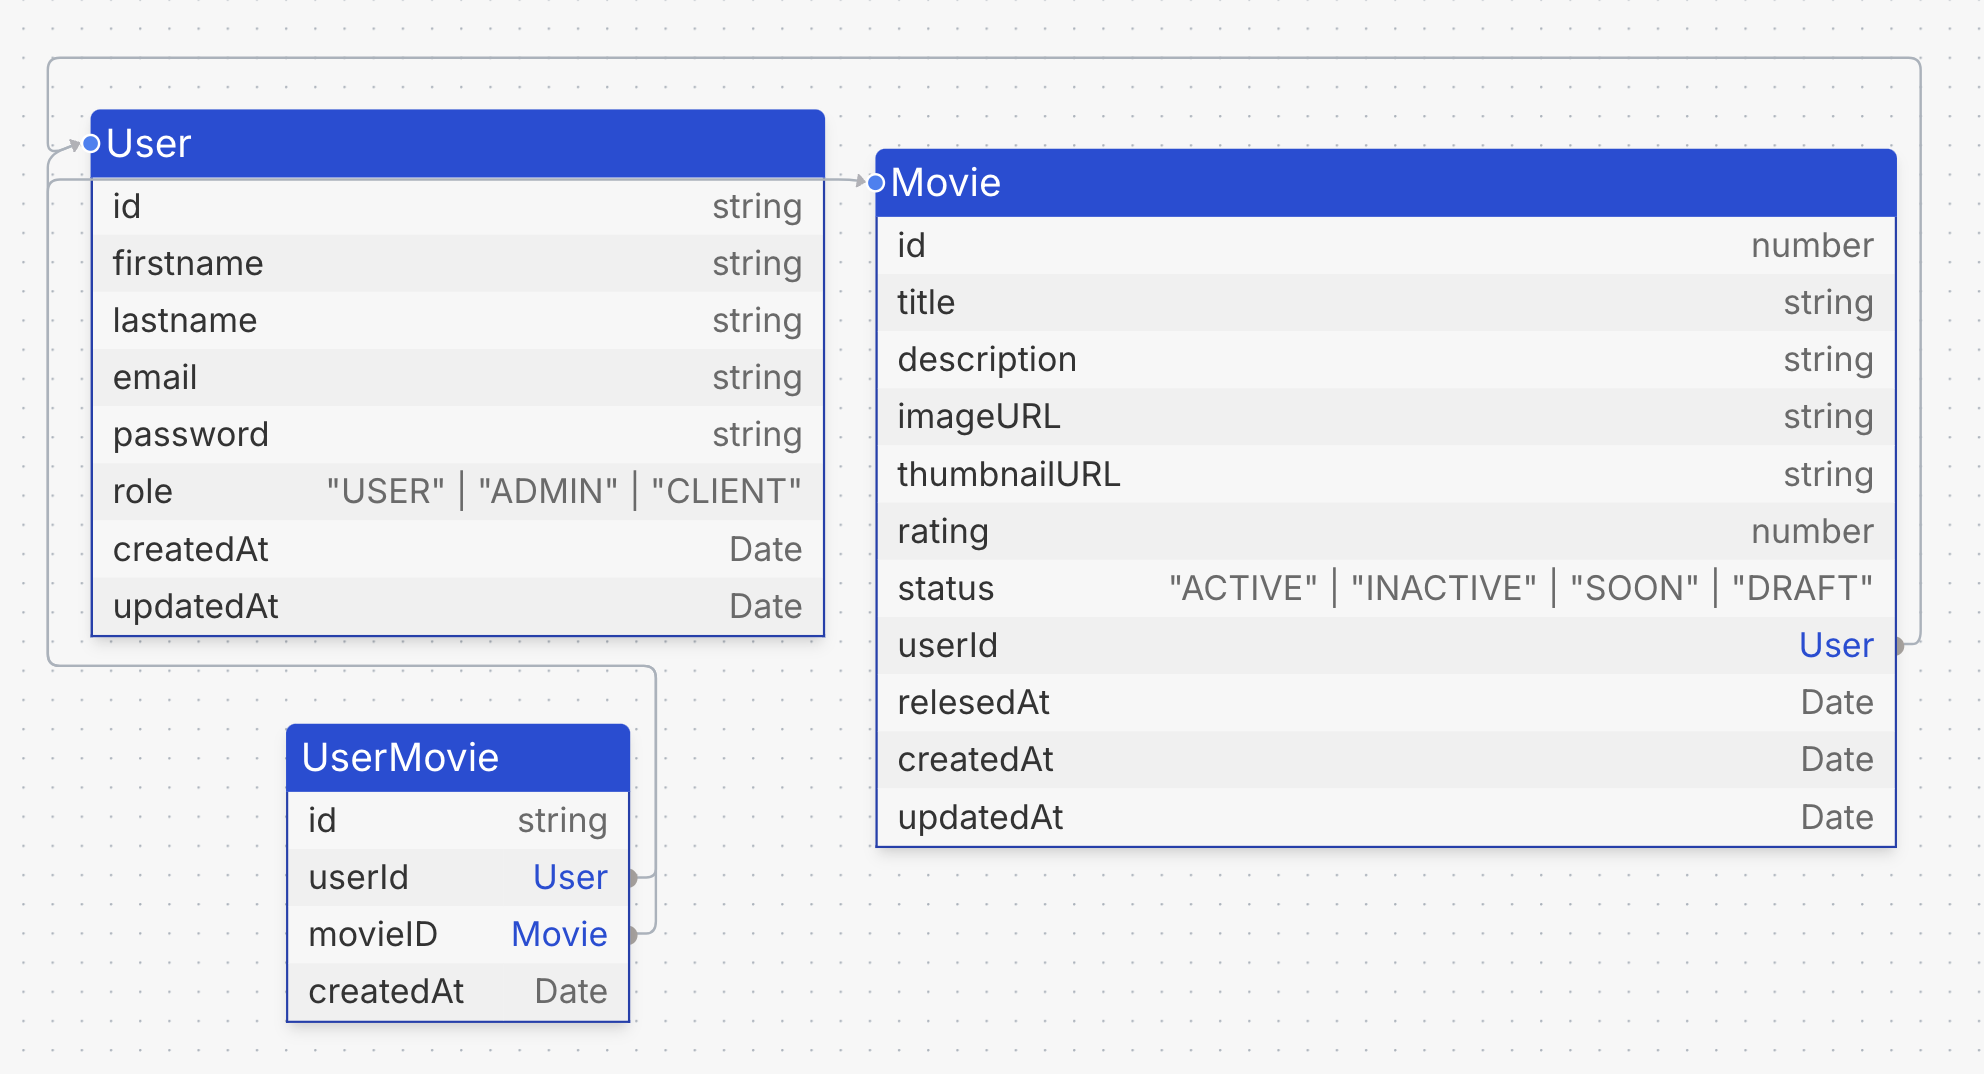 User
id string
firstname string
lastname string
email string
password string
role "USER" | "ADMIN" | "CLIENT"
createdAt Date
updatedAt Date
Movie
id number
title string
description string
imageURL string
thumbnailURL string
rating number
status "ACTIVE" | "INACTIVE" | "SOON" | "DRAFT"
userId User
relesedAt Date
createdAt Date
updatedAt Date
UserMovie
id string
userId User
movieID Movie
createdAt Date